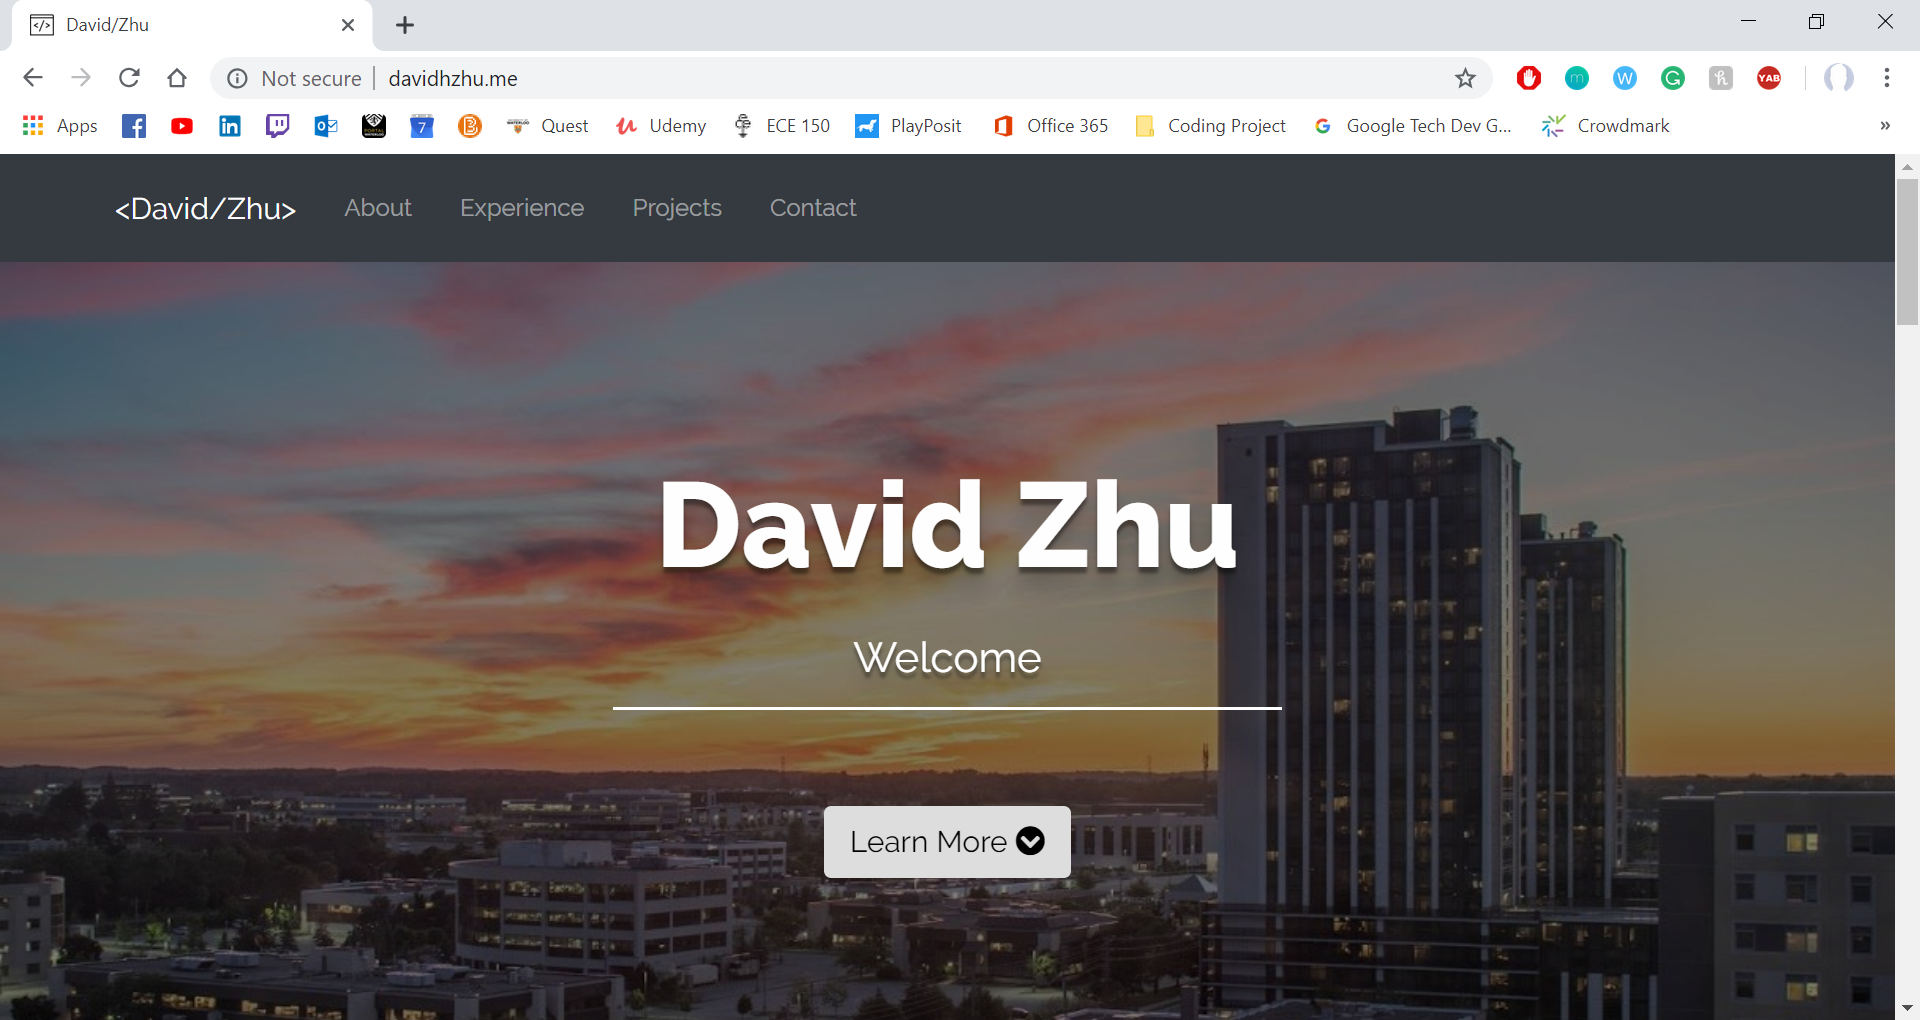 David/Zhu
Not secure davidhzhu.me
Apps Quest Udemy ECE 150 PlayPosit Office 365 Coding Project Google Tech Dev G... Crowdmark »
<David/Zhu> About Experience Projects Contact
David Zhu
Welcome
Learn More